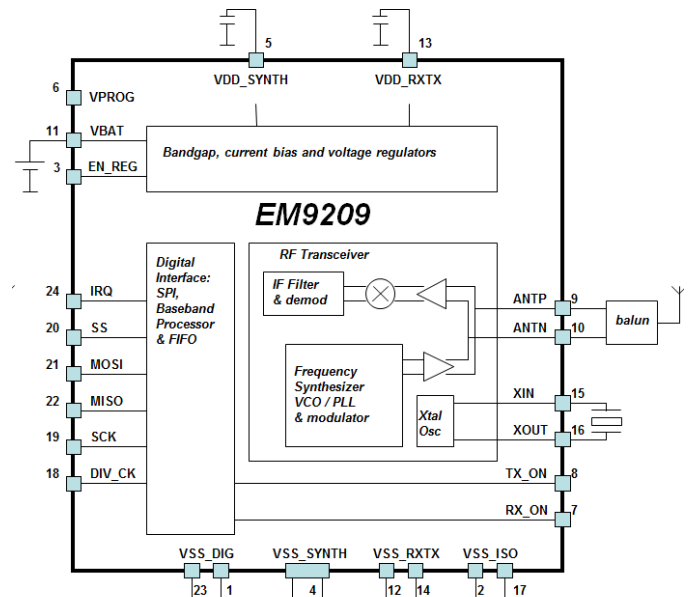 5
13
VDD_SYNTH
VDD_RXTX
6
VPROG
11
VBAT
3
EN_REG
Bandgap, current bias and voltage regulators
EM9209
Digital
Interface:
SPI,
Baseband
Processor
& FIFO
RF Transceiver
IF Filter
& demod
Frequency
Synthesizer
VCO / PLL
& modulator
Xtal
Osc
24
IRQ
20
SS
21
MOSI
22
MISO
19
SCK
18
DIV_CK
ANTP
9
ANTN
10
balun
XIN
15
XOUT
16
TX_ON
8
RX_ON
7
VSS_DIG
VSS_SYNTH
VSS_RXTX
VSS_ISO
23
1
4
12
14
2
17